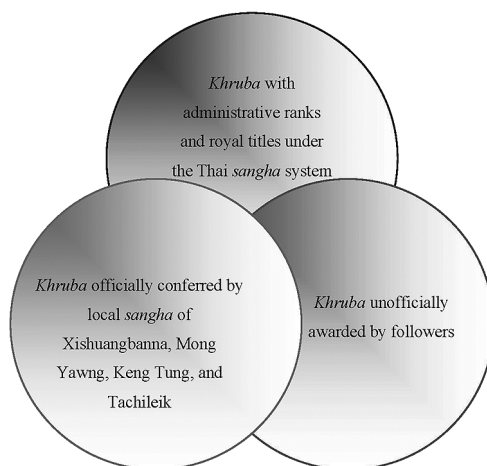 Khruba with
administrative ranks
and royal titles under
the Thai sangha system
Khruba officially conferred by
local sangha of
Xishuangbanna, Mong
Yawng, Keng Tung, and
Tachileik
Khruba unofficially
awarded by followers